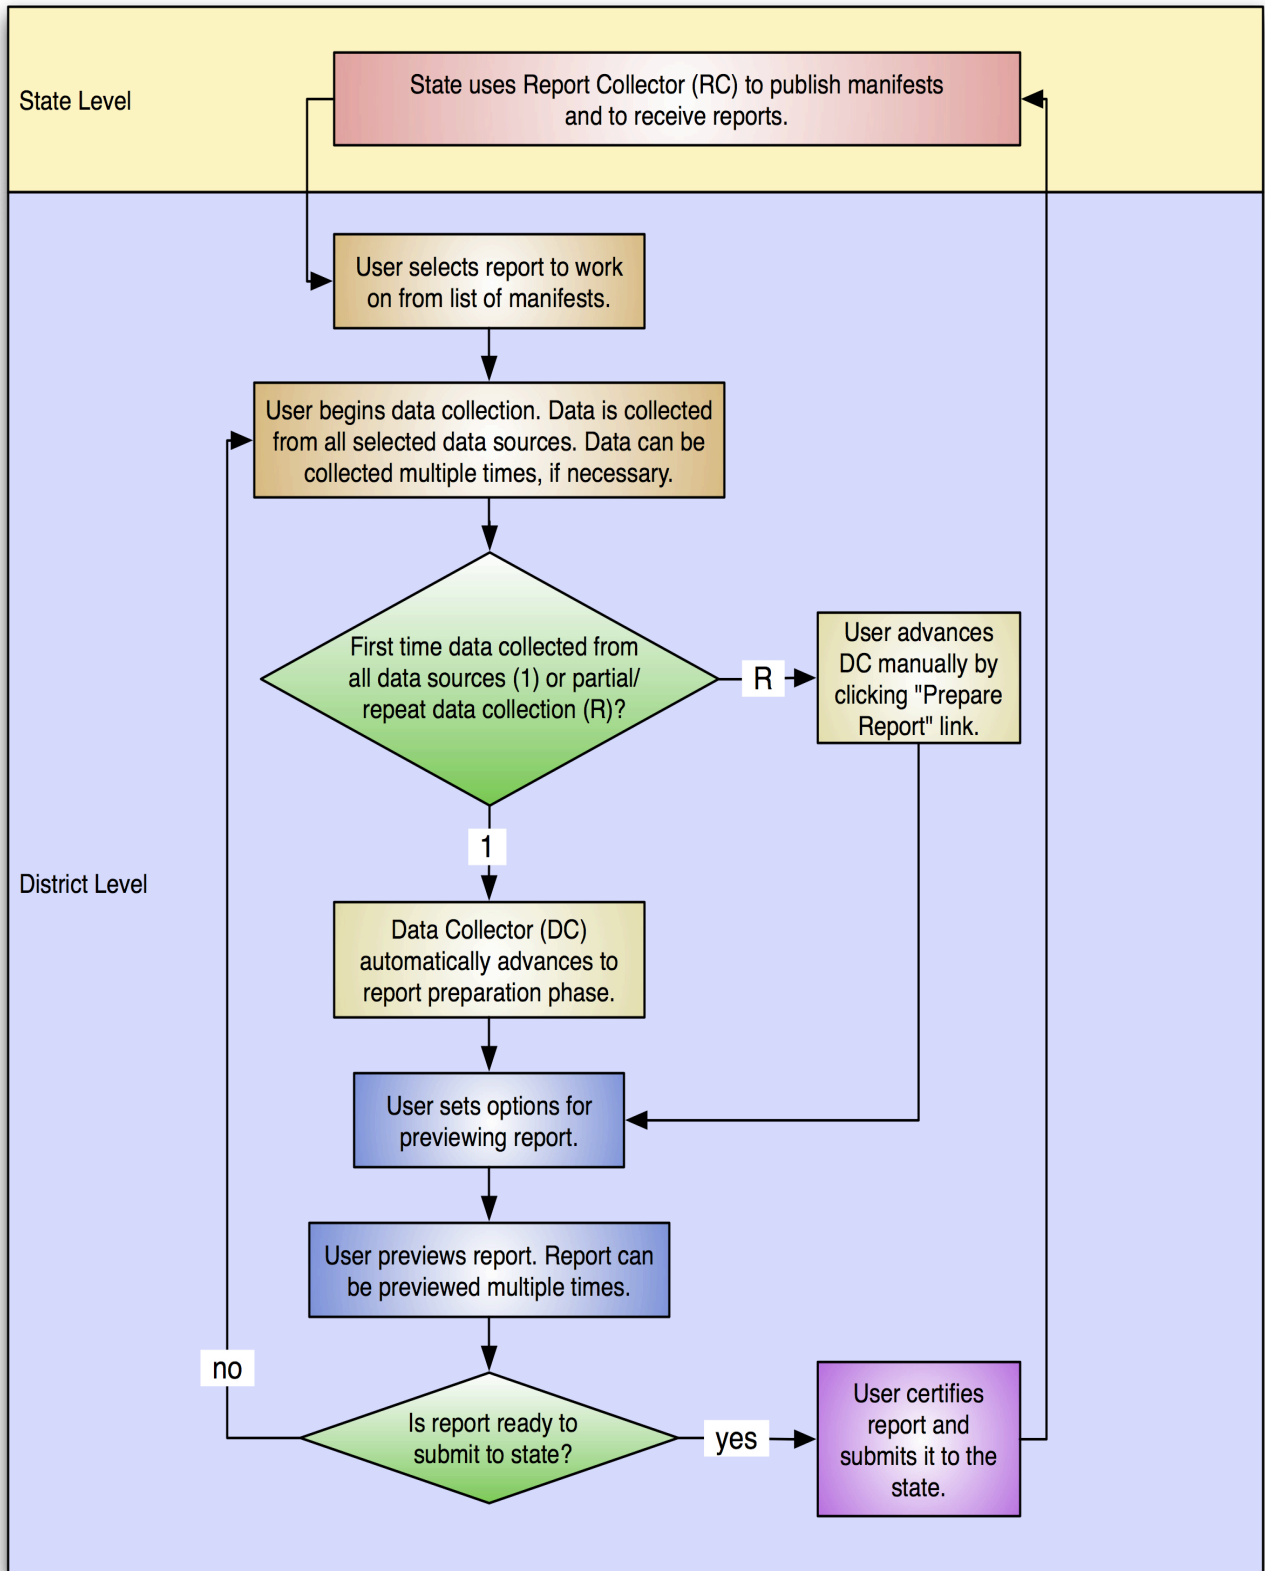 State Level
State uses Report Collector (RC) to publish manifests
and to receive reports.
User selects report to work
on from list of manifests.
User begins data collection. Data is collected
from all selected data sources. Data can be
collected multiple times, if necessary.
First time data collected from
all data sources (1) or partial/
repeat data collection (R)?
R
User advances
DC manually by
clicking "Prepare
Report" link.
1
District Level
Data Collector (DC)
automatically advances to
report preparation phase.
User sets options for
previewing report.
User previews report. Report can
be previewed multiple times.
no
Is report ready to
submit to state?
yes
User certifies
report and
submits it to the
state.